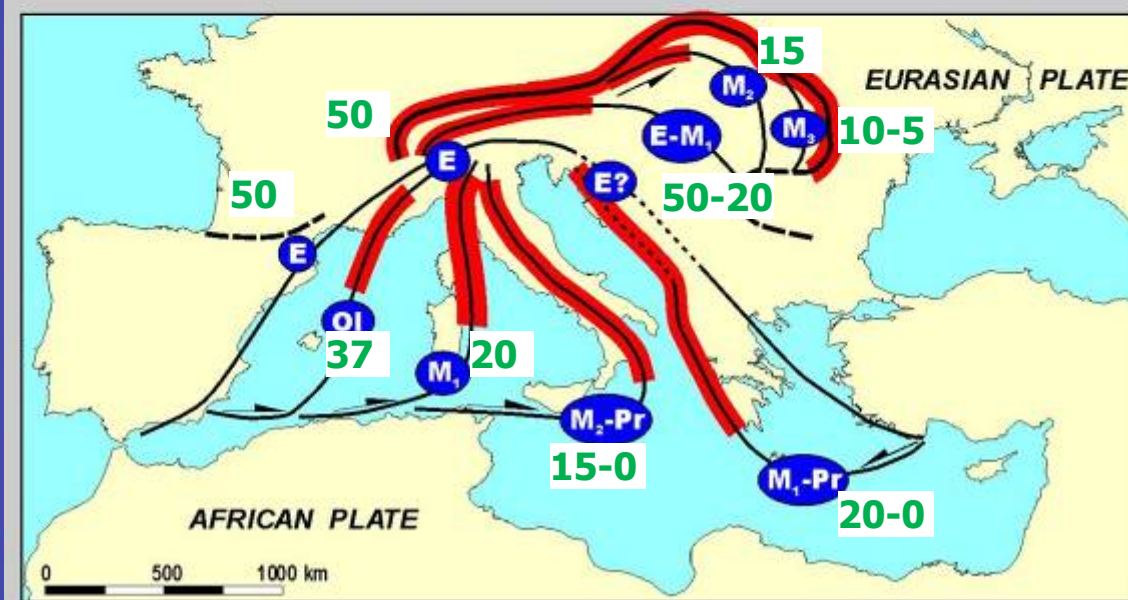 15
EURASIAN PLATE
M₂
50
M₃
10-5
E-M₁
E
E?
50
50-20
E
Ol
37
20
M₁
M₂-Pr
15-0
M₁-Pr
20-0
AFRICAN PLATE
0 500 1000 km